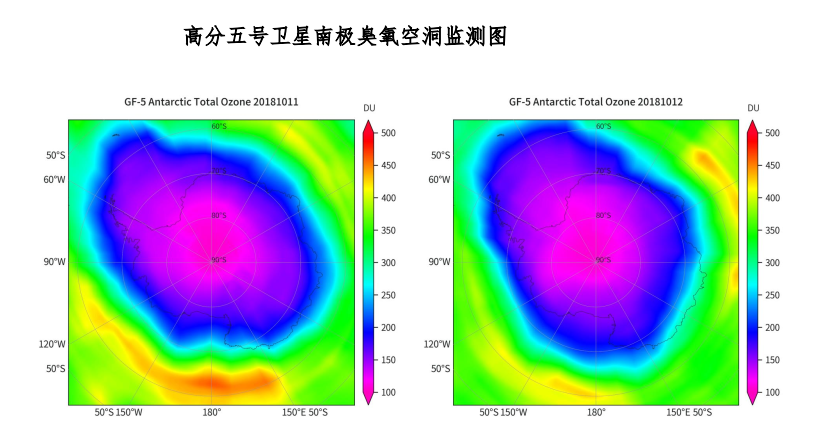 高分五号卫星南极臭氧空洞监测图
GF-5 Antarctic Total Ozone 20181011
DU
60°S
70°S
80°S
90°S
50°S
60°W
90°W
120°W
50°S
50°S 150°W
180°
150°E 50°S
500
450
400
350
300
250
200
150
100
GF-5 Antarctic Total Ozone 20181012
DU
60°S
70°S
80°S
90°S
50°S
60°W
90°W
120°W
50°S
50°S 150°W
180°
150°E 50°S
500
450
400
350
300
250
200
150
100